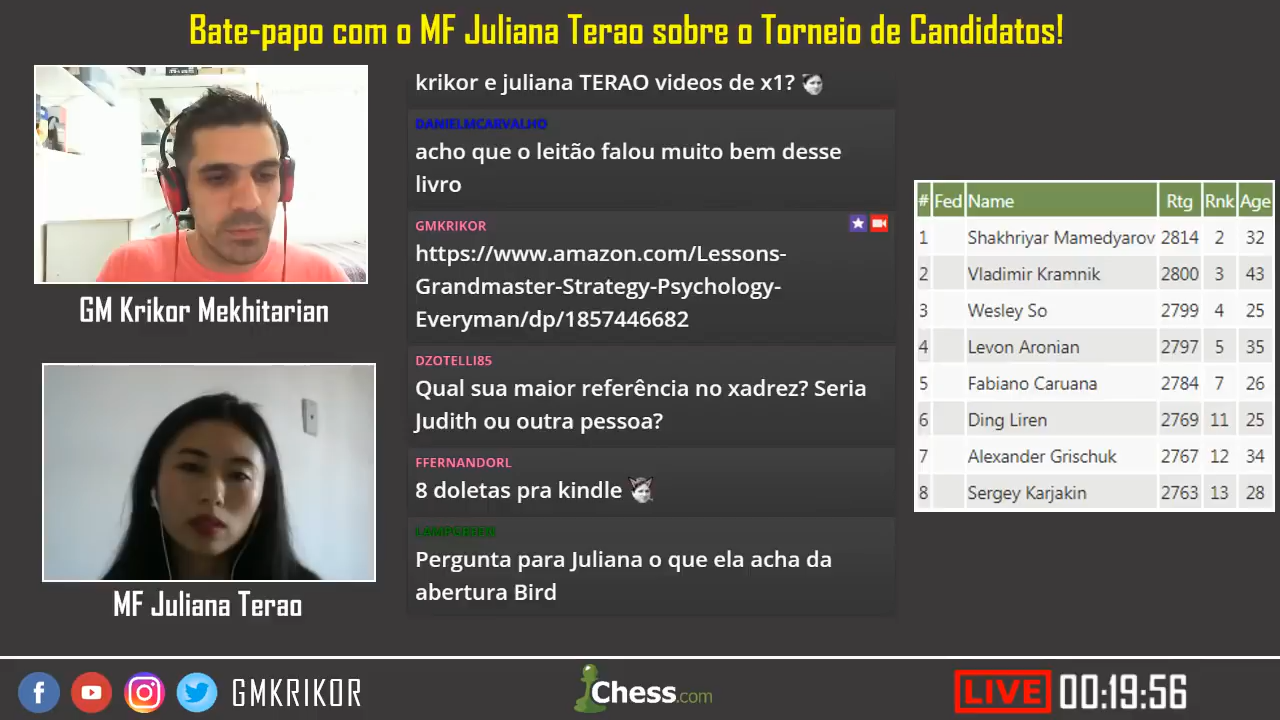 Bate-papo com o MF Juliana Terao sobre o Torneio de Candidatos!
GM Krikor Mekhitarian
MF Juliana Terao
krikor e juliana TERAO videos de x1?
DANIELMCARVALHO
acho que o leitão falou muito bem desse
livro
GMKRIKOR
https://www.amazon.com/Lessons-
Grandmaster-Strategy-Psychology-
Everyman/dp/1857446682
DZOTELLI85
Qual sua maior referência no xadrez? Seria
Judith ou outra pessoa?
FFERNANDORL
8 doletas pra kindle
Pergunta para Juliana o que ela acha da
abertura Bird
# Fed Name Rtg Rnk Age
1 Shakhriyar Mamedyarov 2814 2 32
2 Vladimir Kramnik 2800 3 43
3 Wesley So 2799 4 25
4 Levon Aronian 2797 5 35
5 Fabiano Caruana 2784 7 26
6 Ding Liren 2769 11 25
7 Alexander Grischuk 2767 12 34
8 Sergey Karjakin 2763 13 28
GMKRIKOR
Chess.com
LIVE 00:19:56